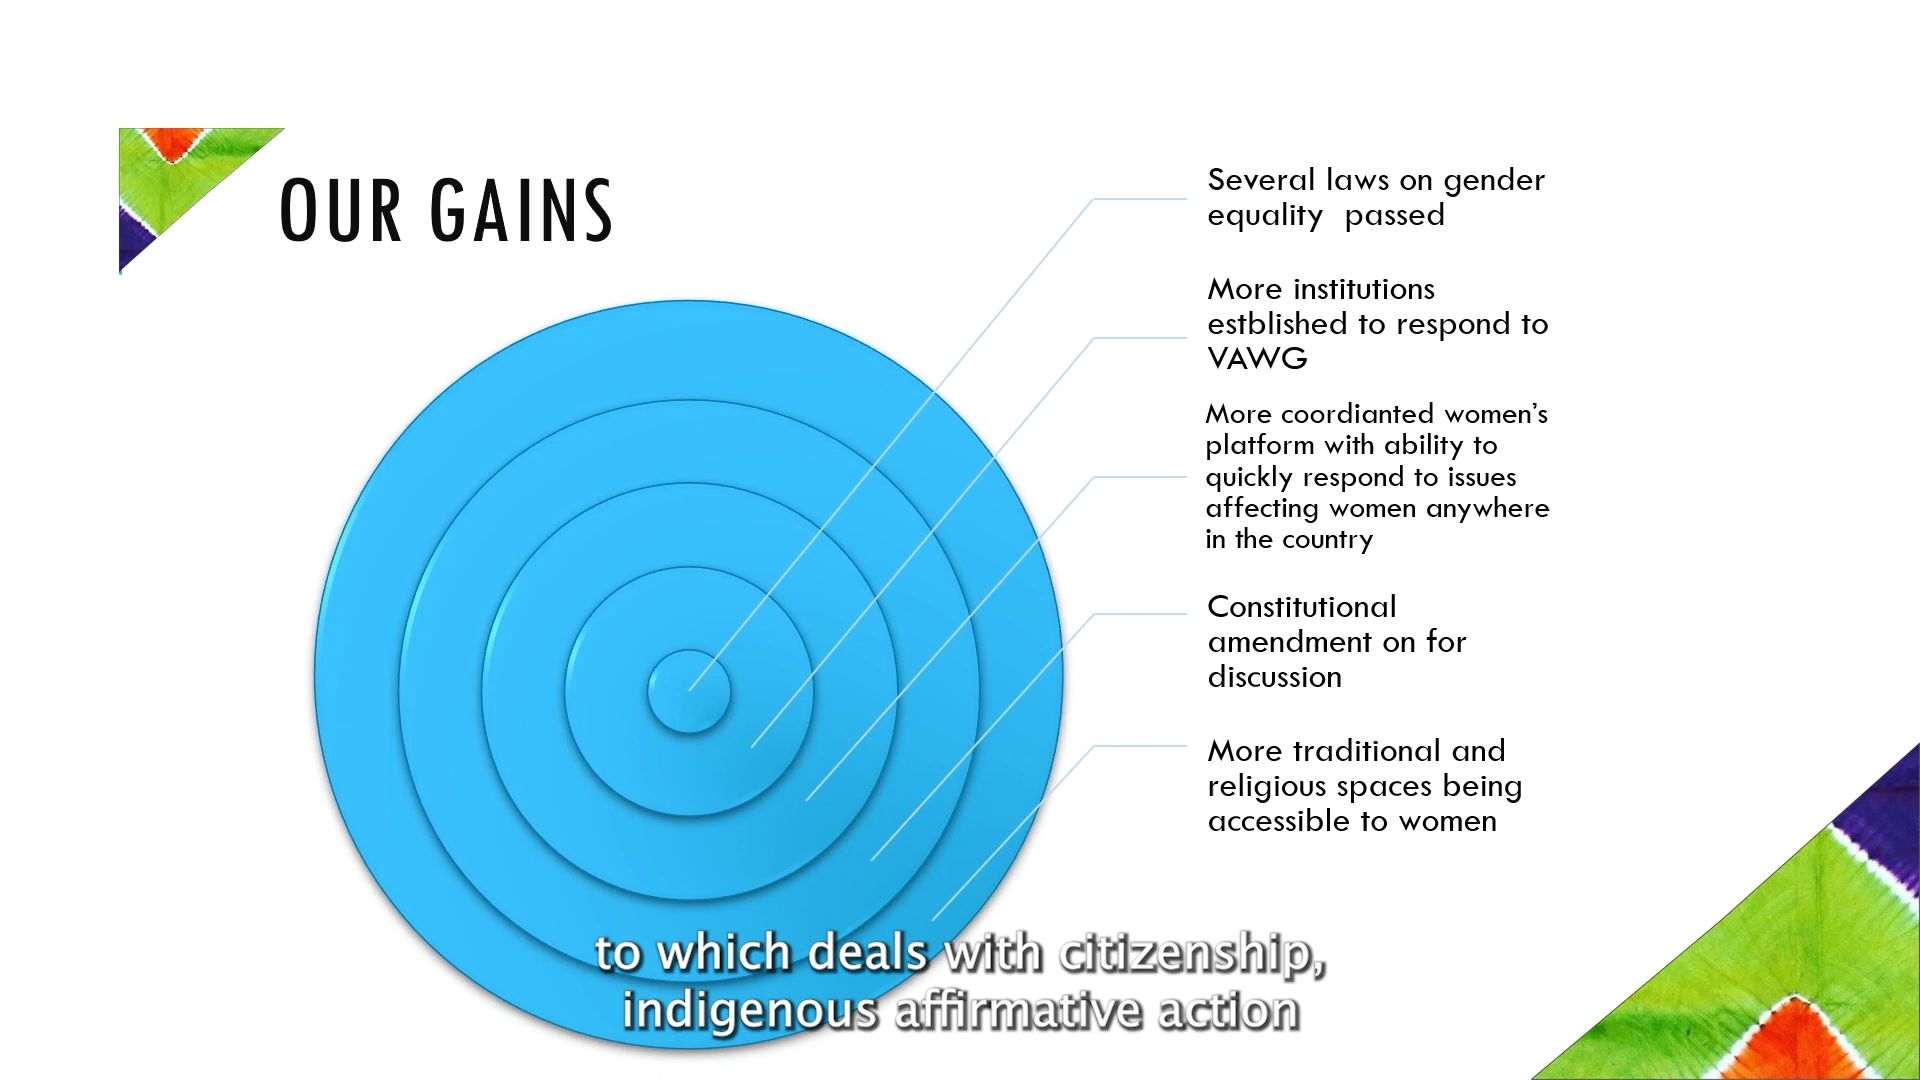 OUR GAINS
Several laws on gender
equality  passed
More institutions
estblished to respond to
VAWG
More coordianted women’s
platform with ability to
quickly respond to issues
affecting women anywhere
in the country
Constitutional
amendment on for
discussion
More traditional and
religious spaces being
accessible to women
to which deals with citizenship,
indigenous affirmative action